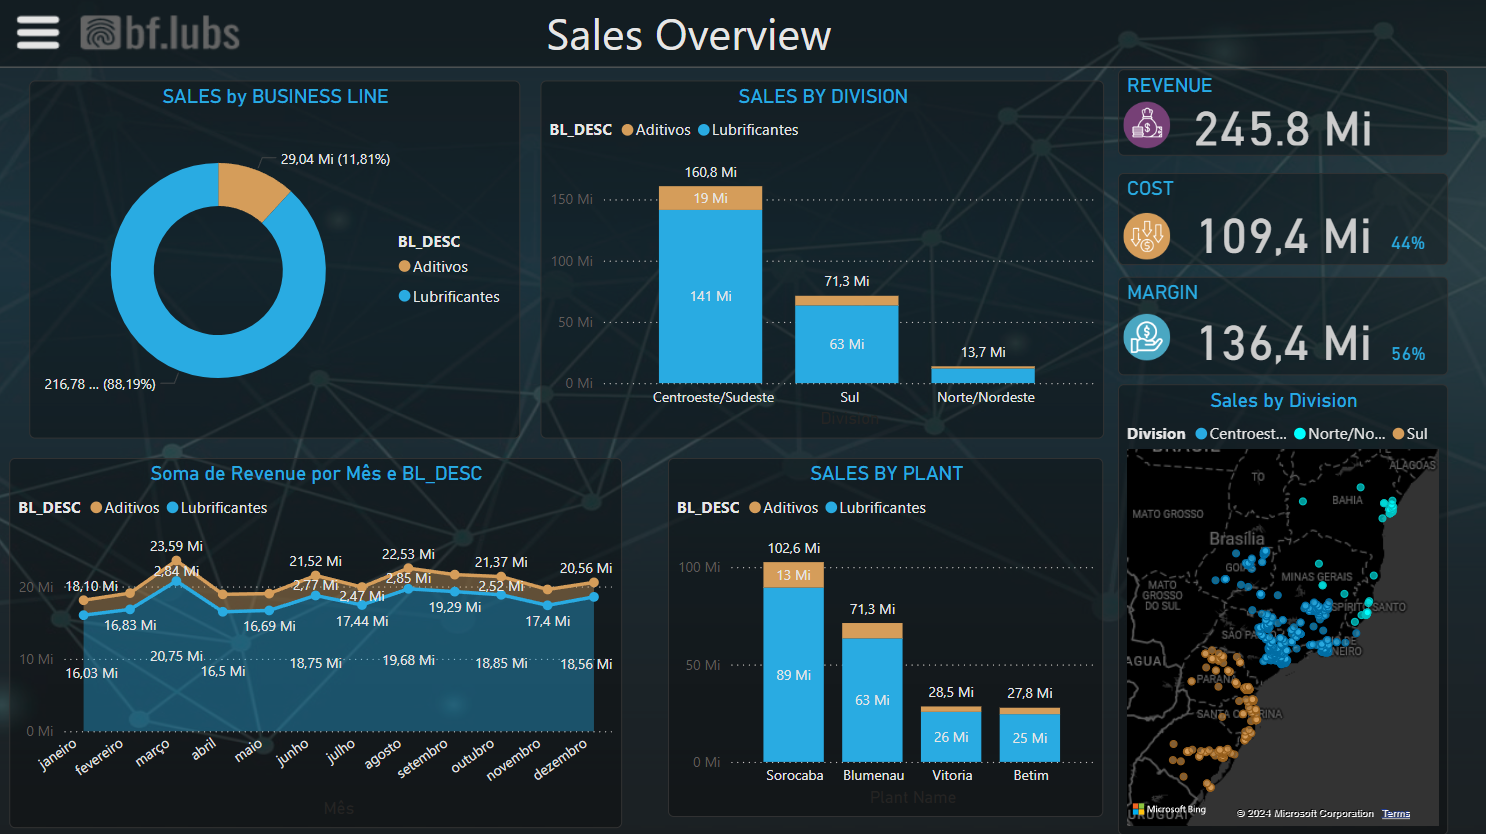 bf.lubs
Sales Overview
SALES by BUSINESS LINE
29,04 Mi (11,81%)
BL_DESC
Aditivos
Lubrificantes
216,78 ... (88,19%)
SALES BY DIVISION
BL_DESC Aditivos Lubrificantes
160,8 Mi
150 Mi
19 Mi
100 Mi
71,3 Mi
141 Mi
50 Mi
63 Mi
13,7 Mi
0 Mi
Centroeste/Sudeste Sul Norte/Nordeste
Division
REVENUE
245.8 Mi
COST
109,4 Mi 44%
MARGIN
136,4 Mi 56%
Soma de Revenue por Mês e BL_DESC
BL_DESC Aditivos Lubrificantes
23,59 Mi 21,52 Mi 22,53 Mi 21,37 Mi 20,56 Mi
20 Mi 18,10 Mi 2,84 Mi 2,77 Mi 2,47 Mi 2,85 Mi 2,52 Mi
16,83 Mi 16,69 Mi 17,44 Mi 19,29 Mi 17,4 Mi
10 Mi 16,03 Mi 20,75 Mi 16,5 Mi 18,75 Mi 19,68 Mi 18,85 Mi 18,56 Mi
0 Mi
janeiro fevereiro março abril maio junho julho agosto setembro outubro novembro dezembro
Mês
SALES BY PLANT
BL_DESC Aditivos Lubrificantes
102,6 Mi
100 Mi
13 Mi
71,3 Mi
50 Mi
89 Mi
63 Mi
28,5 Mi
27,8 Mi
26 Mi
25 Mi
0 Mi
Sorocaba Blumenau Vitoria Betim
Plant Name
Sales by Division
Division Centroest... Norte/No... Sul
BRASIL
ALAGOAS
TO
BAHIA
MATO GROSSO
Brasília
MINAS GERAIS
MATO
GROSSO
DO SUL
PARAN
URUGUAI
Microsoft Bing
© 2024 Microsoft Corporation Terms